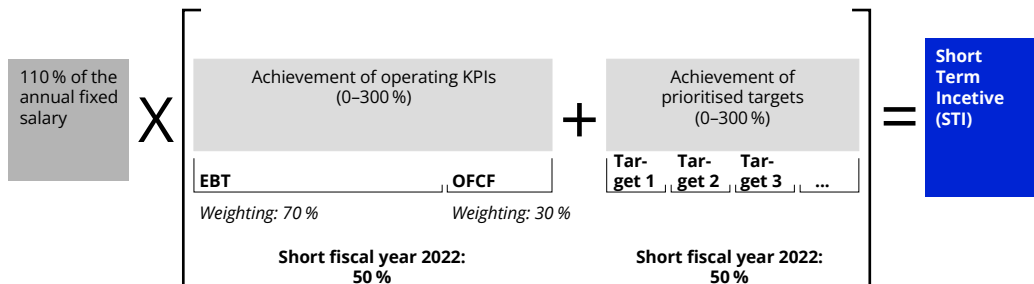 110 % of the
annual fixed
salary
X
Achievement of operating KPIs
(0–300 %)
EBT
OFCF
Weighting: 70 %
Weighting: 30 %
Short fiscal year 2022:
50 %
+
Achievement of
prioritised targets
(0–300 %)
Tar-
get 1
Tar-
get 2
Tar-
get 3
...
Short fiscal year 2022:
50 %
=
Short
Term
Incetive
(STI)